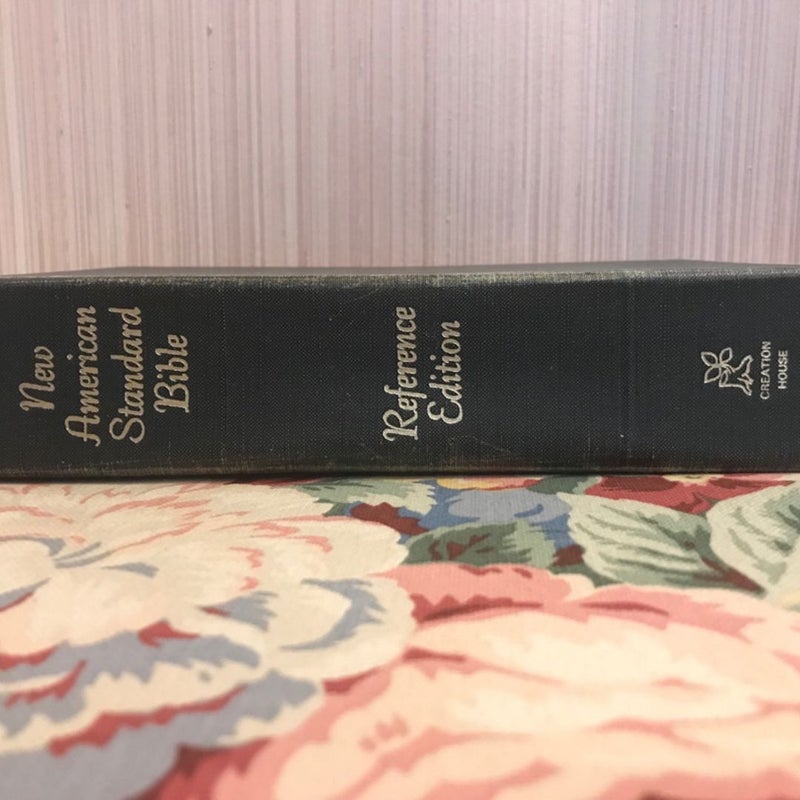 New
American
Standard
Bible
Reference
Edition
CREATION
HOUSE